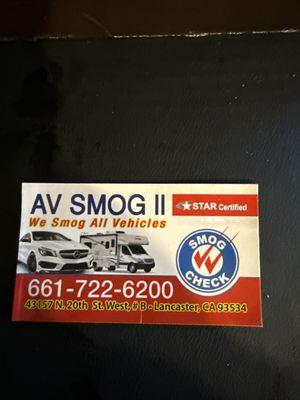 AV SMOG II
STAR Certified
We Smog All Vehicles
SMOG
CHECK
661-722-6200
43157 N. 20th St. West, # B • Lancaster, CA 93534